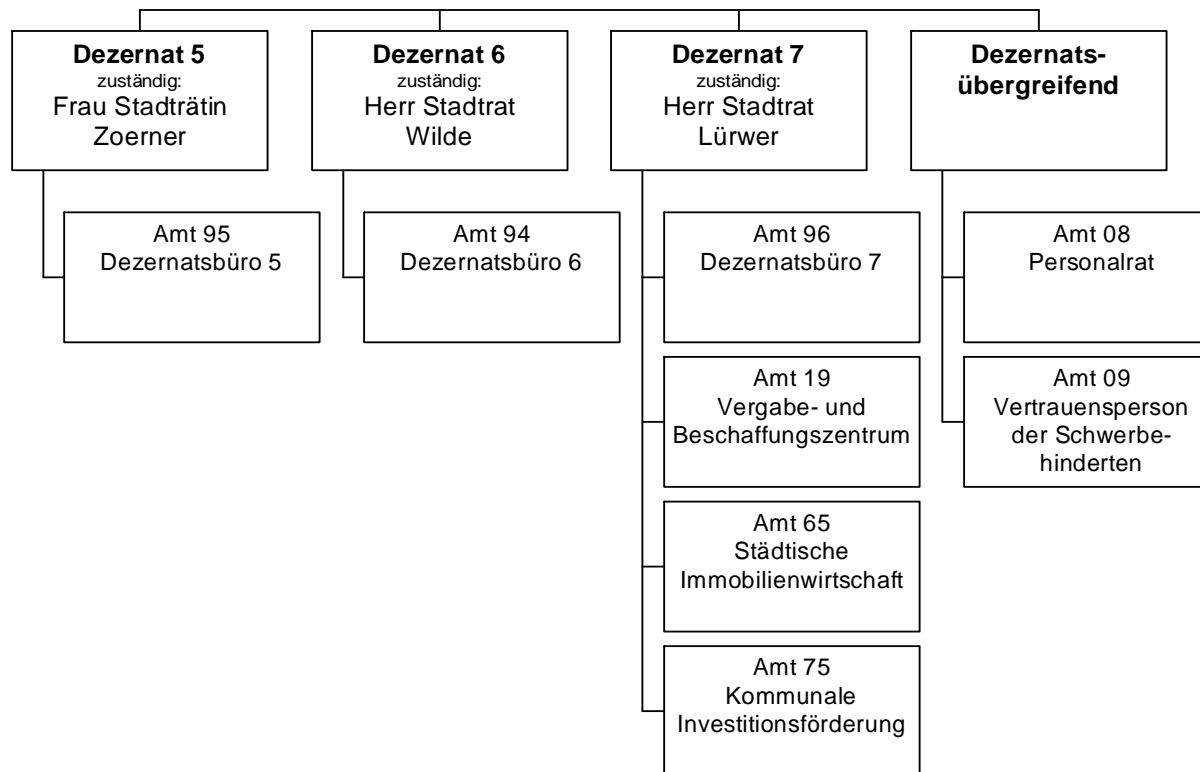 Dezernat 5
zuständig:
Frau Stadträtin
Zoerner
Dezernat 6
zuständig:
Herr Stadtrat
Wilde
Dezernat 7
zuständig:
Herr Stadtrat
Lürwer
Dezernats-
übergreifend
Amt 95
Dezernatsbüro 5
Amt 94
Dezernatsbüro 6
Amt 96
Dezernatsbüro 7
Amt 08
Personalrat
Amt 19
Vergabe- und
Beschaffungszentrum
Amt 09
Vertrauensperson
der Schwerbe-
hinderten
Amt 65
Städtische
Immobilienwirtschaft
Amt 75
Kommunale
Investitionsförderung